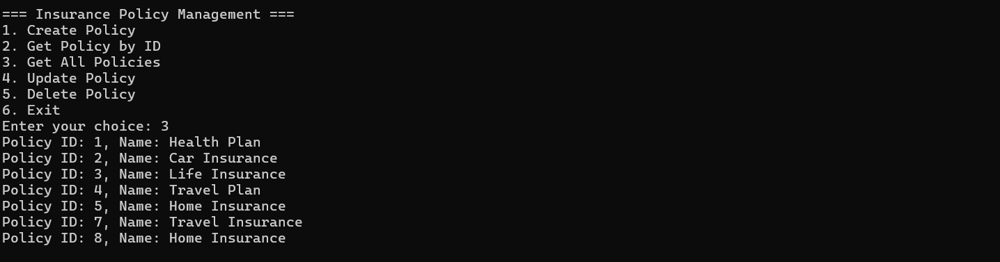 === Insurance Policy Management ===
1. Create Policy
2. Get Policy by ID
3. Get All Policies
4. Update Policy
5. Delete Policy
6. Exit
Enter your choice: 3
Policy ID: 1, Name: Health Plan
Policy ID: 2, Name: Car Insurance
Policy ID: 3, Name: Life Insurance
Policy ID: 4, Name: Travel Plan
Policy ID: 5, Name: Home Insurance
Policy ID: 7, Name: Travel Insurance
Policy ID: 8, Name: Home Insurance